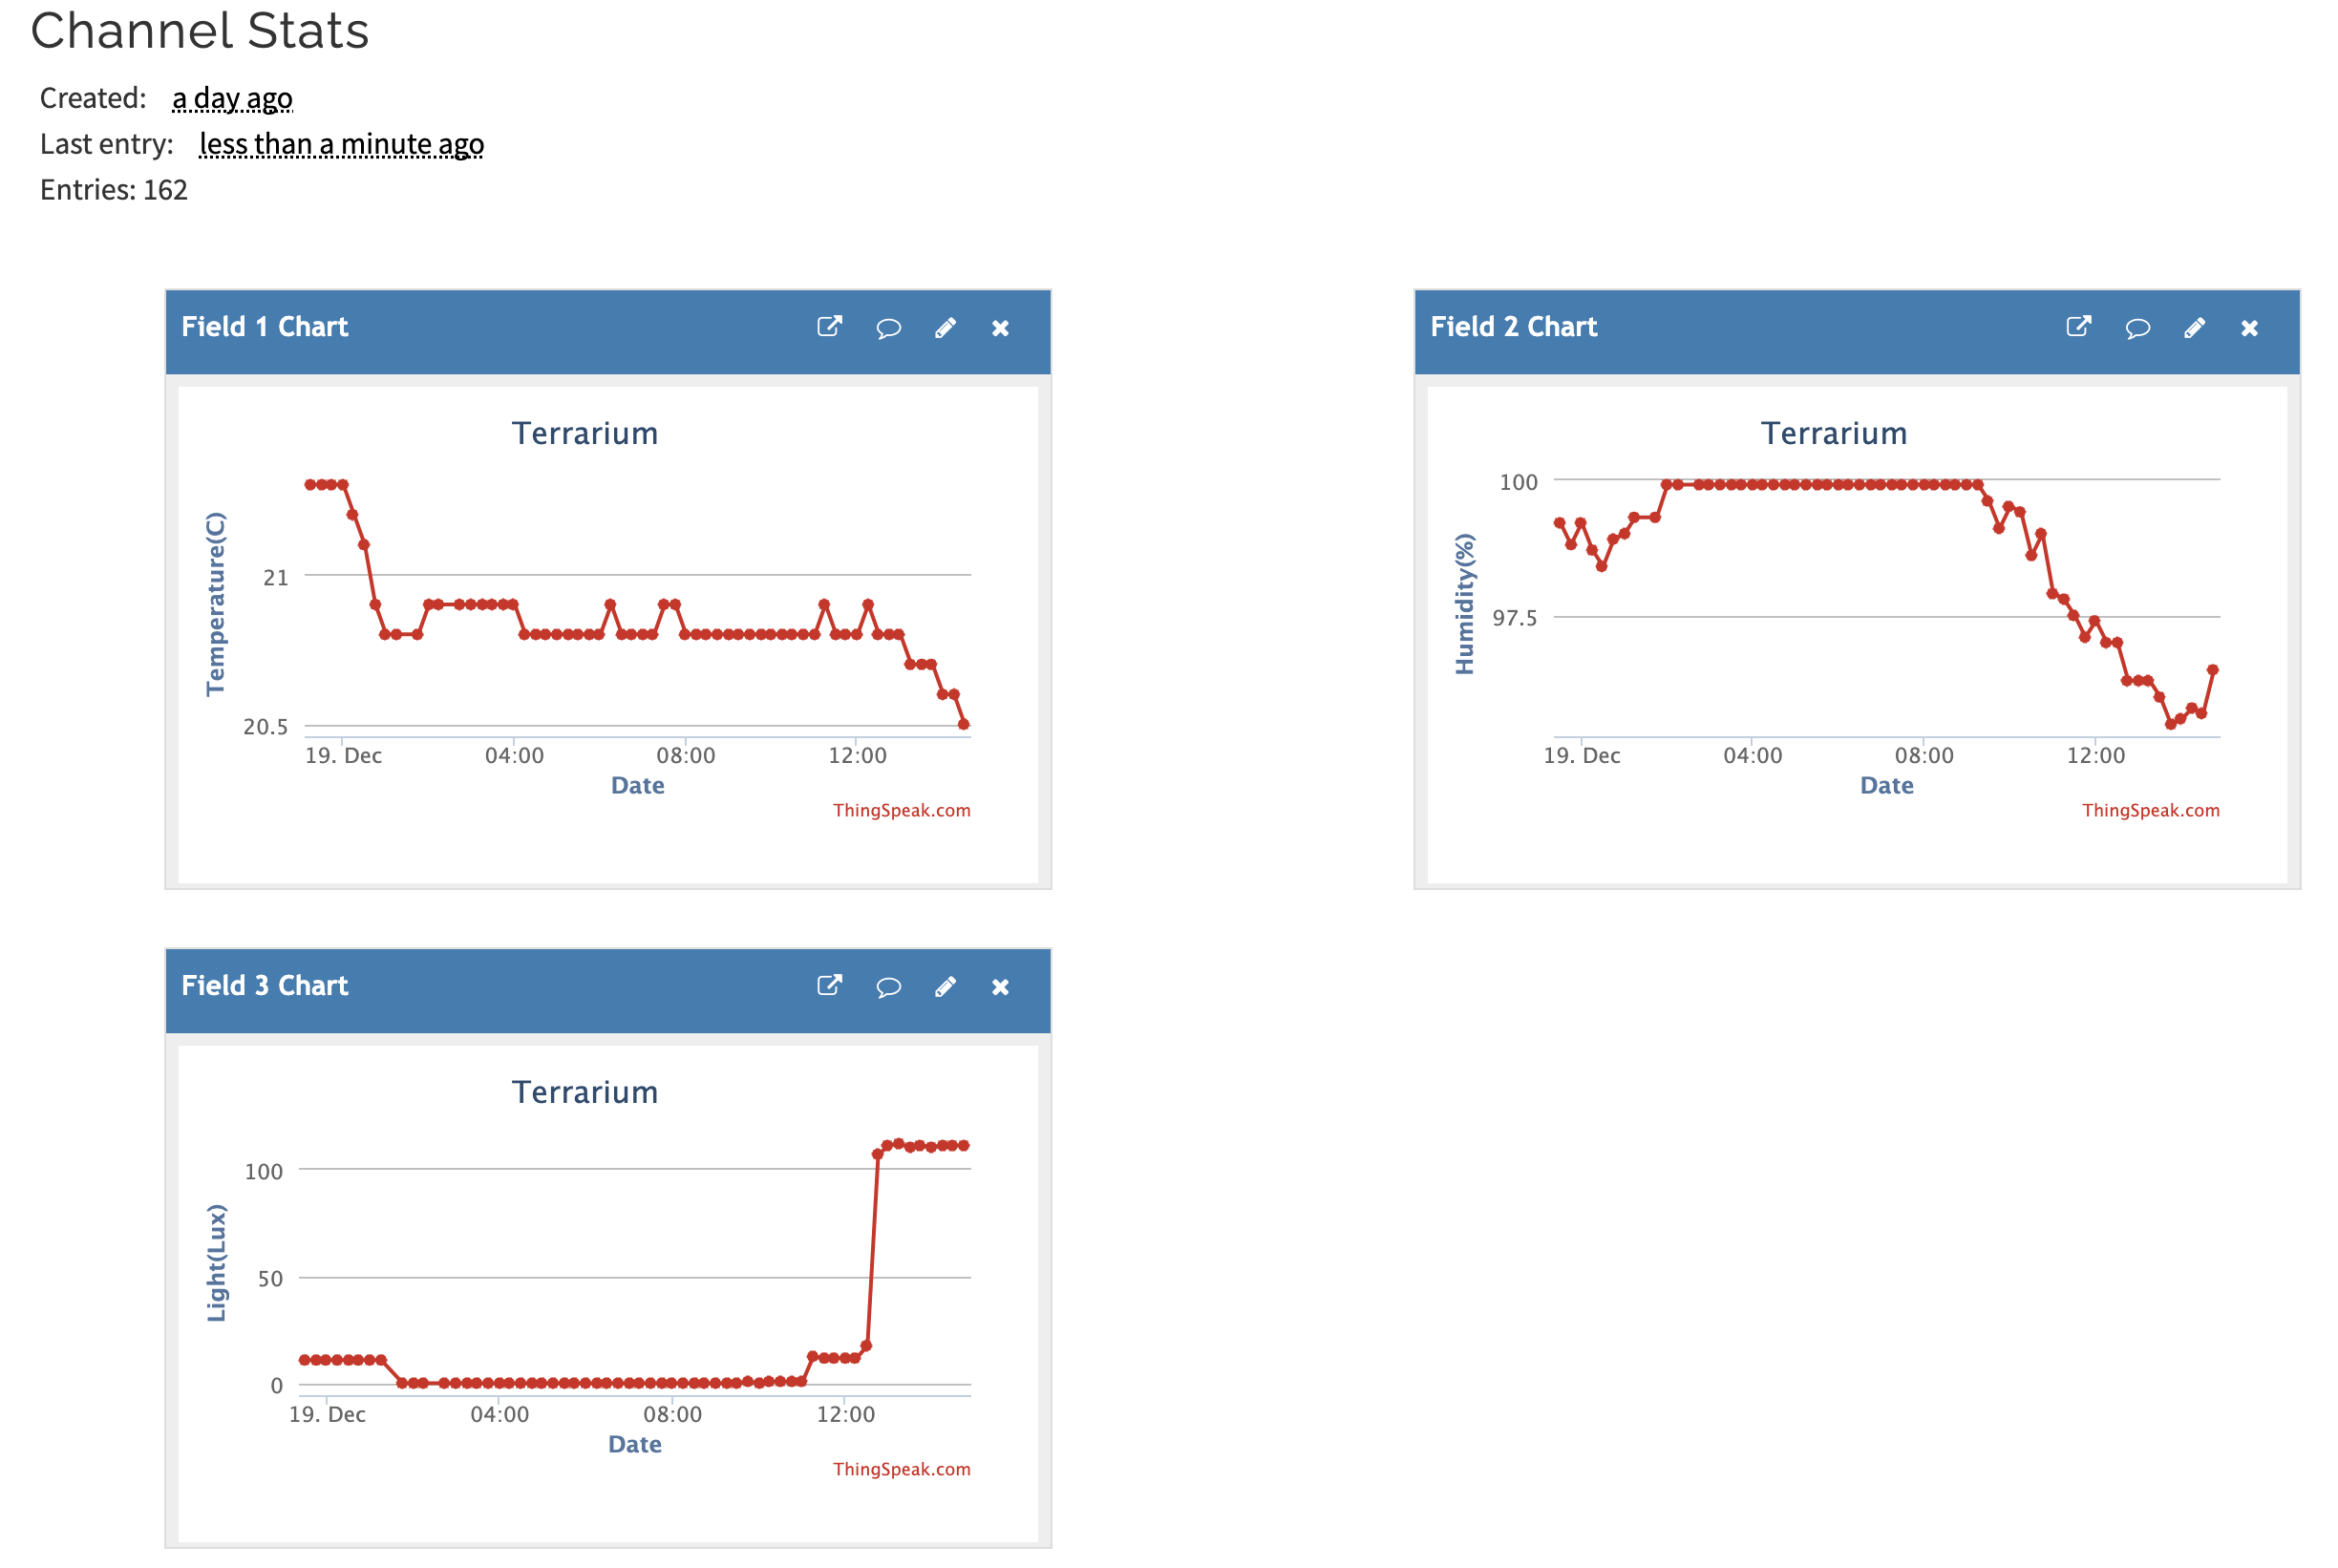 Channel Stats
Created: a day ago
Last entry: less than a minute ago
Entries: 162
Field 1 Chart
Terrarium
Temperature(C)
21
20.5
19. Dec 04:00 08:00 12:00
Date
ThingSpeak.com
Field 2 Chart
Terrarium
Humidity(%)
100
97.5
19. Dec 04:00 08:00 12:00
Date
ThingSpeak.com
Field 3 Chart
Terrarium
Light(Lux)
100
50
0
19. Dec 04:00 08:00 12:00
Date
ThingSpeak.com